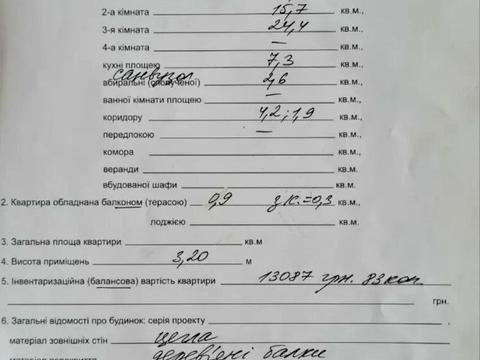 2-а кімната 15,7 кв.м.,
3-я кімната 24,4 кв.м.,
4-а кімната — кв.м.,
кухні площею 7,3 кв.м.,
санвузол
вбиральні (сполученої) 2,6 кв.м.,
ванної кімнати площею — кв.м.,
коридору 4,2; 1,9 кв.м.,
передпокою — кв.м.,
комора кв.м.,
веранди кв.м.,
вбудованої шафи кв.м.,
2. Квартира обладнана балконом (терасою) 0,9 з к.=0,3 кв.м.,
лоджією кв.м.
3. Загальна площа квартири кв.м
4. Висота приміщень 3,20 м
5. Інвентаризаційна (балансова) вартість квартири 13087 грн. 83 коп.
грн.
6. Загальні відомості про будинок: серія проекту
матеріал зовнішніх стін цегла
матеріал перекриття дерев'яні балки